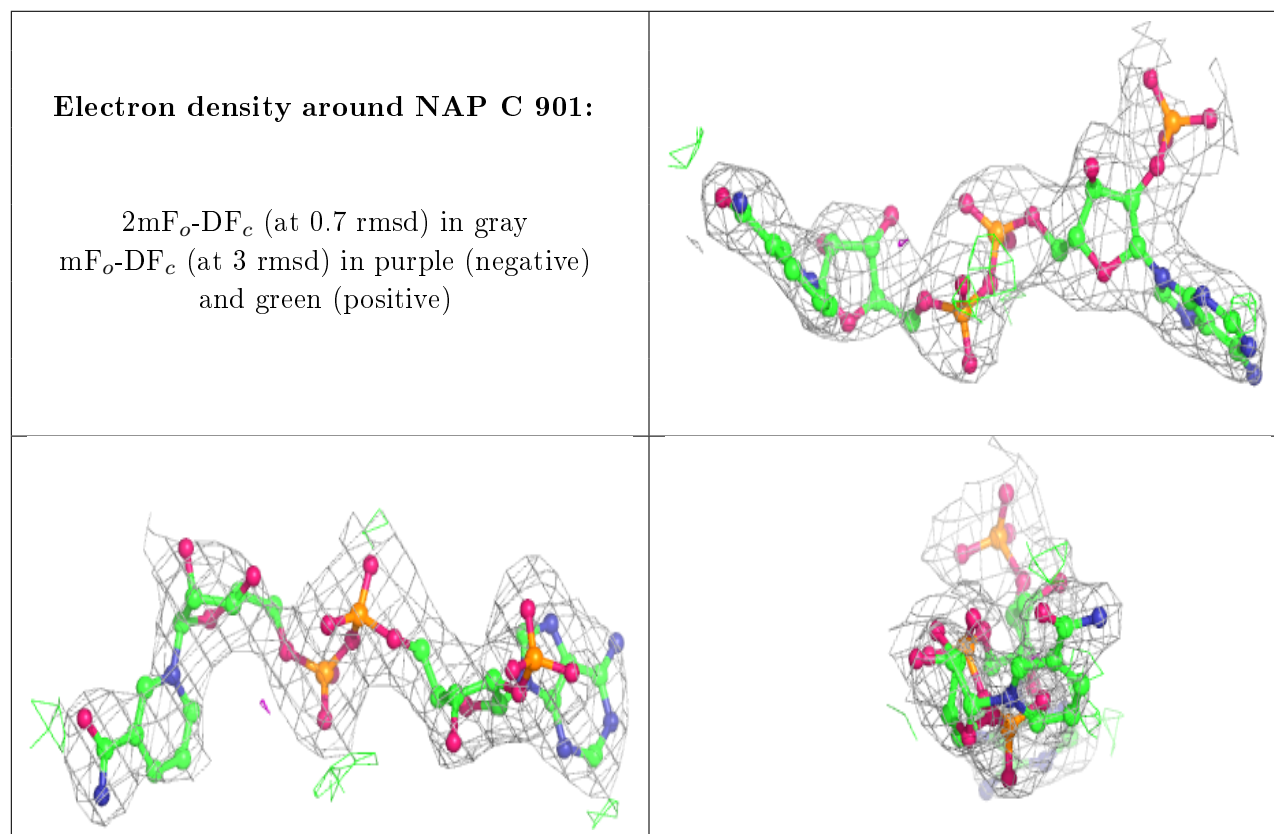 Electron density around NAP C 901:
2mFo-DFc (at 0.7 rmsd) in gray
mFo-DFc (at 3 rmsd) in purple (negative)
and green (positive)